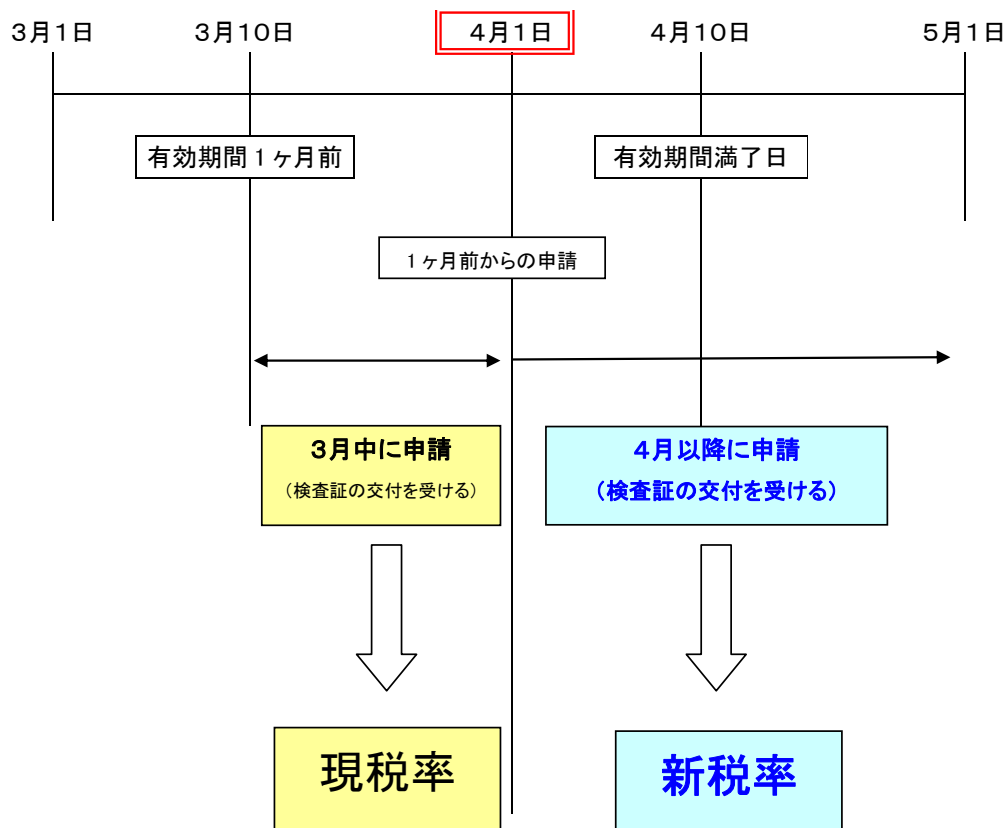 3月1日
3月10日
4月1日
4月10日
5月1日
有効期間1ヶ月前
有効期間満了日
1ヶ月前からの申請
3月中に申請
(検査証の交付を受ける)
4月以降に申請
(検査証の交付を受ける)
現税率
新税率